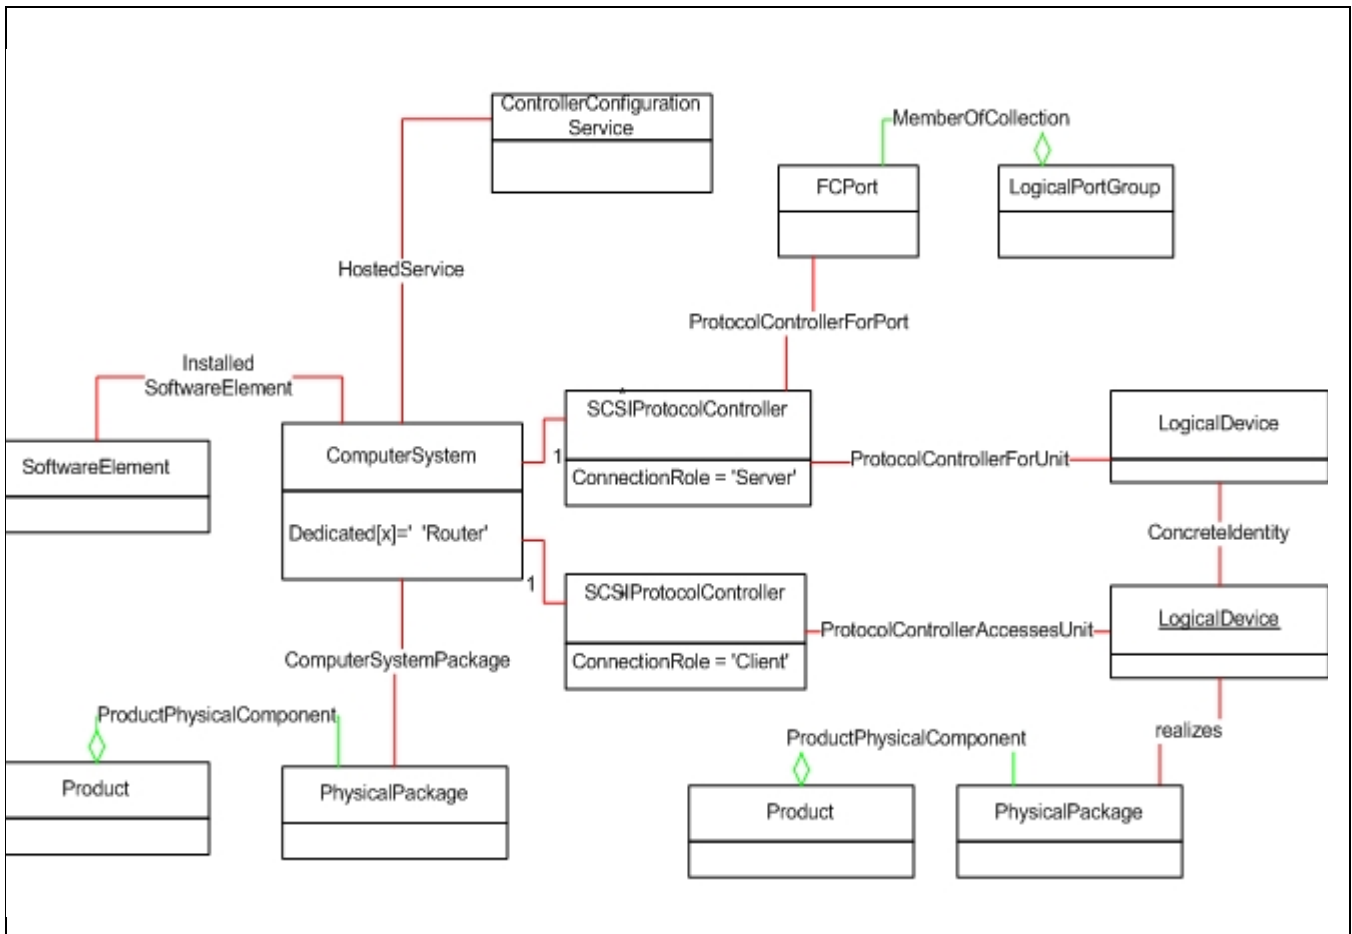 ControllerConfiguration
Service
MemberOfCollection
FCPort
LogicalPortGroup
HostedService
ProtocolControllerForPort
Installed
SoftwareElement
SCSIProtocolController
LogicalDevice
ComputerSystem
1
ProtocolControllerForUnit
SoftwareElement
ConnectionRole = 'Server'
Dedicated[x]=' 'Router'
ConcreteIdentity
1
SCSIProtocolController
LogicalDevice
ProtocolControllerAccessesUnit
ComputerSystemPackage
ConnectionRole = 'Client'
ProductPhysicalComponent
realizes
ProductPhysicalComponent
Product
PhysicalPackage
Product
PhysicalPackage